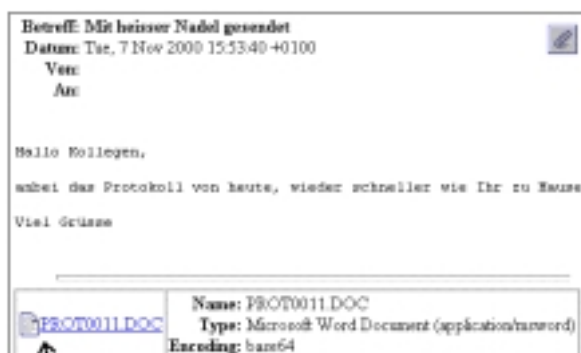 Betreff: Mit heisser Nadel gesendet
Datum: Tue, 7 Nov 2000 15:53:40 +0100
Von:
An:
Hallo Kollegen,
anbei das Protokoll von heute, wieder schneller wie Ihr zu Hause
Viel Grüsse
PROT0011.DOC
Name: PROT0011.DOC
Type: Microsoft Word Document (application/msword)
Encoding: base64